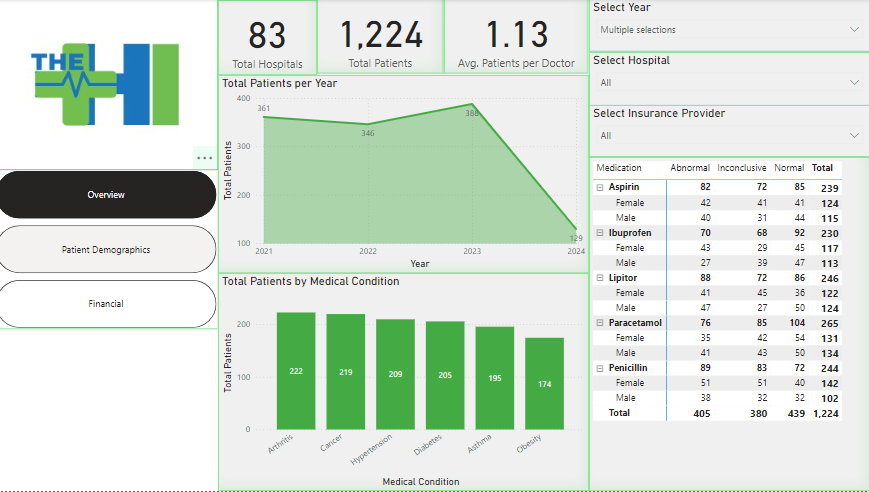 THE
...
Overview
Patient Demographics
Financial
83
Total Hospitals
1,224
Total Patients
1.13
Avg. Patients per Doctor
Total Patients per Year
Total Patients
400
300
200
100
361
346
388
129
2021 2022 2023 2024
Year
Total Patients by Medical Condition
Total Patients
200
100
0
222 219 209 205 195 174
Arthritis Cancer Hypertension Diabetes Asthma Obesity
Medical Condition
Select Year
Multiple selections
Select Hospital
All
Select Insurance Provider
All
Medication Abnormal Inconclusive Normal Total
Aspirin 82 72 85 239
Female 42 41 41 124
Male 40 31 44 115
Ibuprofen 70 68 92 230
Female 43 29 45 117
Male 27 39 47 113
Lipitor 88 72 86 246
Female 41 45 36 122
Male 47 27 50 124
Paracetamol 76 85 104 265
Female 35 42 54 131
Male 41 43 50 134
Penicillin 89 83 72 244
Female 51 51 40 142
Male 38 32 32 102
Total 405 380 439 1,224